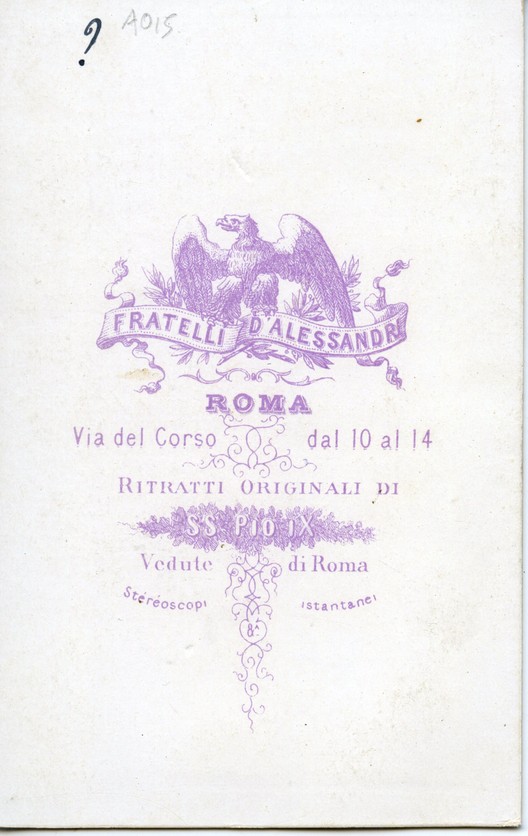 ? A015
FRATELLI D'ALESSANDRI
ROMA
Via del Corso dal 10 al 14
RITRATTI ORIGINALI DI
SS PIO IX
Vedute di Roma
Stéréoscopi istantanei
&.